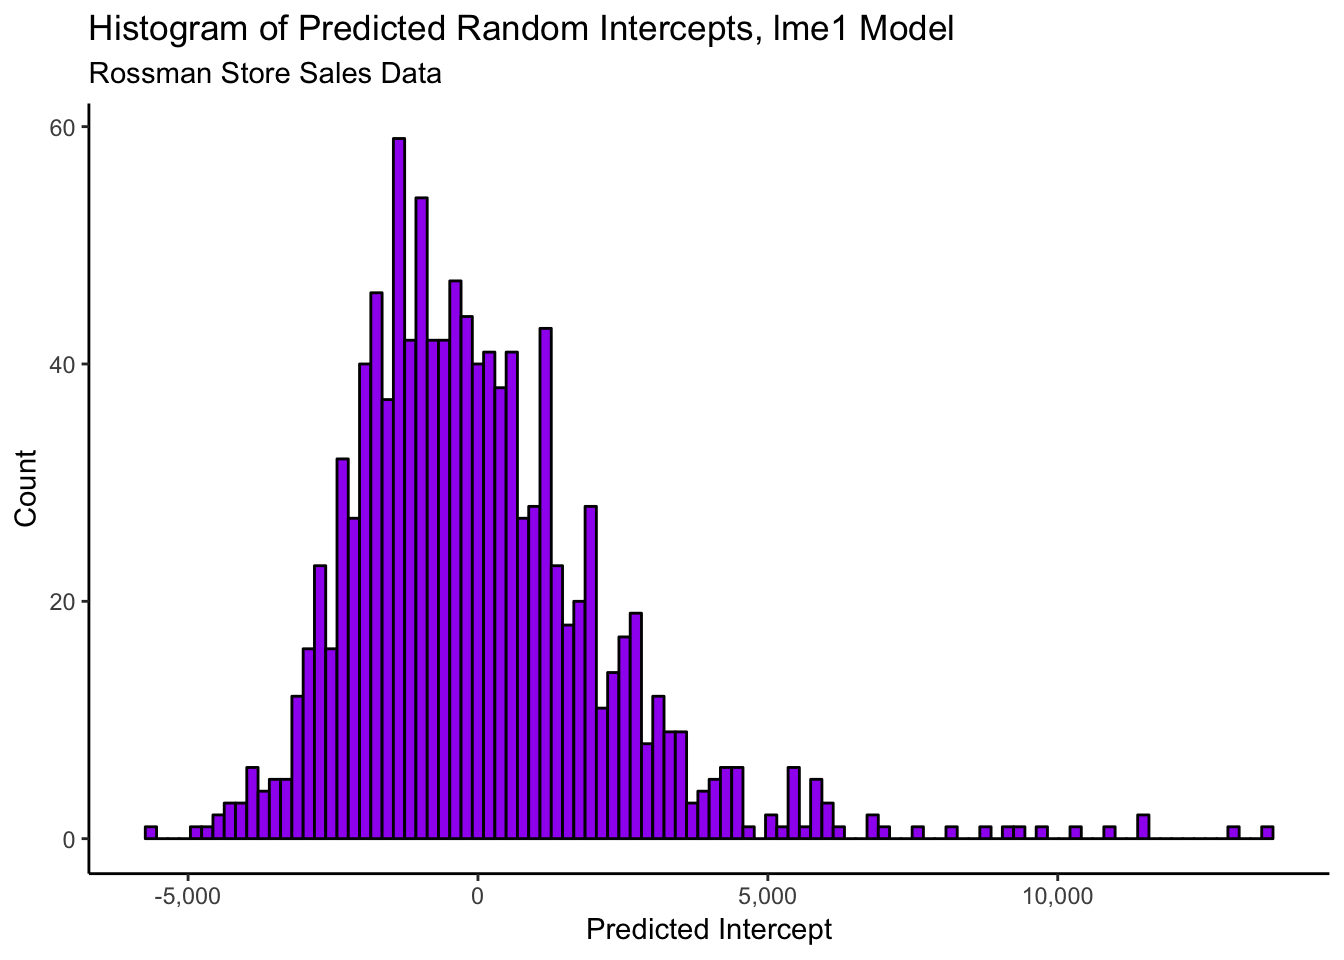 Histogram of Predicted Random Intercepts, lme1 Model
Rossman Store Sales Data
60
40
20
0
Count
-5,000
0
5,000
10,000
Predicted Intercept